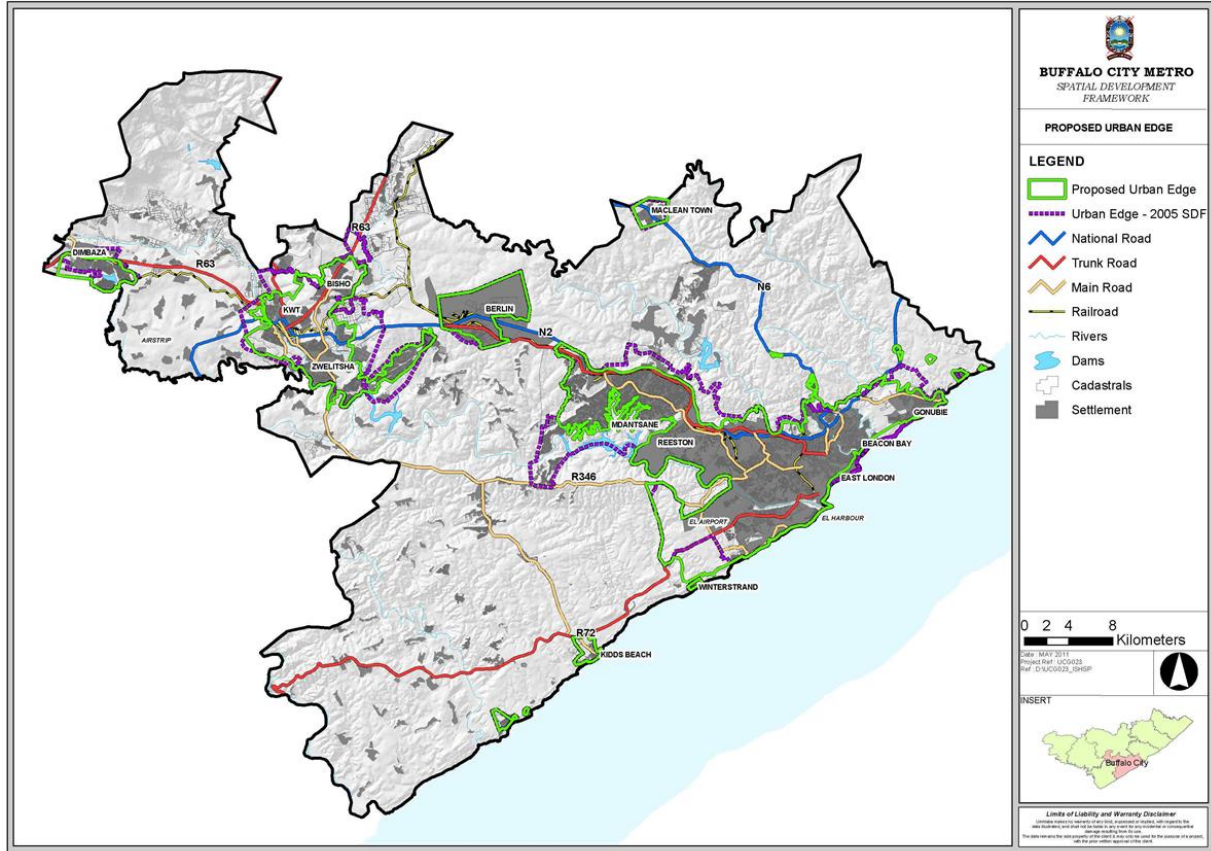 BUFFALO CITY METRO
SPATIAL DEVELOPMENT
FRAMEWORK
PROPOSED URBAN EDGE
LEGEND
Proposed Urban Edge
Urban Edge - 2005 SDF
National Road
Trunk Road
Main Road
Railroad
Rivers
Dams
Cadastrals
Settlement
0 2 4 8
Kilometers
Date : MAY 2011
Project Ref : UCG023
INSERT
Buffalo City
Limits of Liability and Warranty Disclaimer
MACLEAN TOWN
R63
DIMBAZA
R63
BISHO
N6
KWT
BERLIN
N2
AIRSTRIP
ZWELITSHA
GONUBIE
MDANTSANE
REESTON
BEACON BAY
R346
EAST LONDON
EL AIRPORT
EL HARBOUR
WINTERSTRAND
R72
KIDDS BEACH